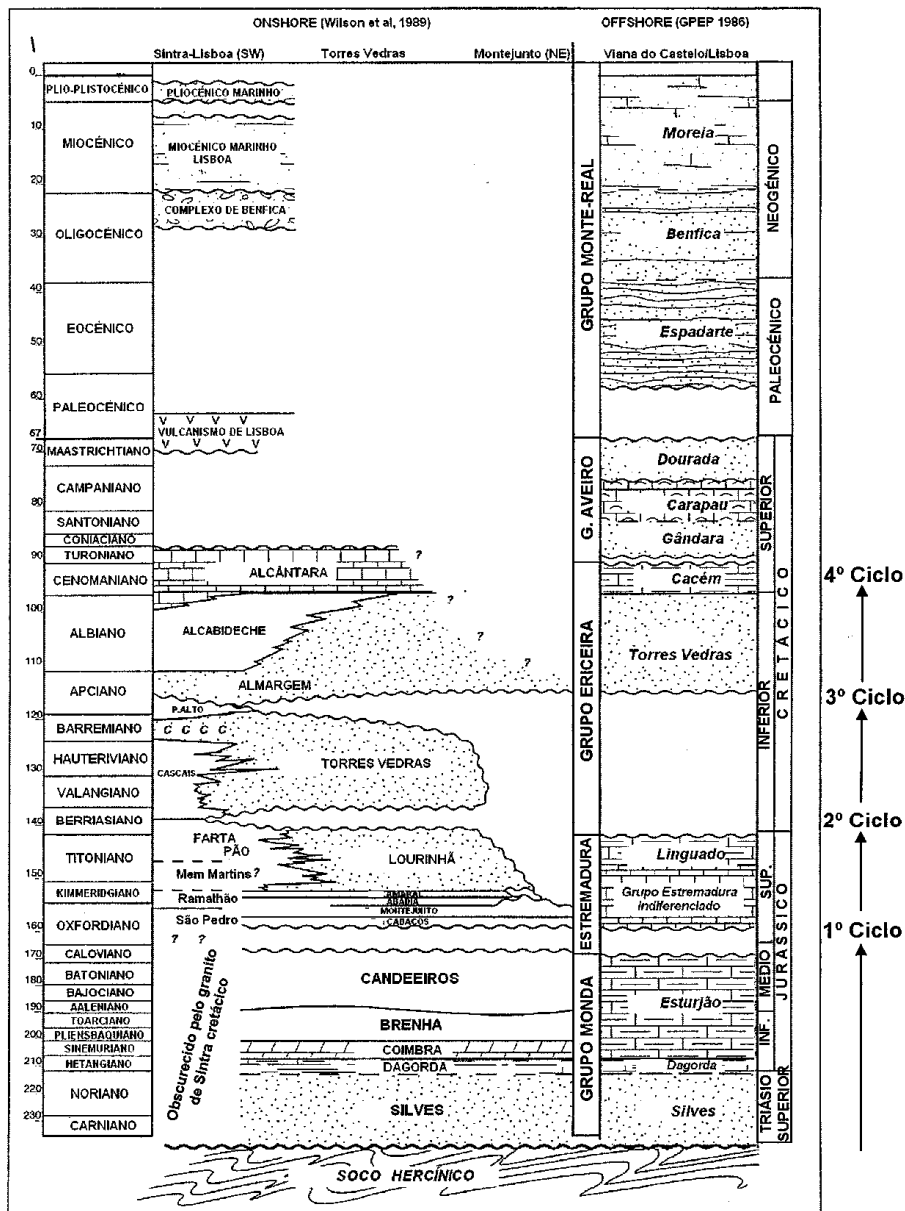 ONSHORE (Wilson et al, 1989)
OFFSHORE (GPEP 1986)
Sintra-Lisboa (SW)
Torres Vedras
Montejunto (NE)
Viana do Castelo/Lisboa
0
PLIO-PLISTOCÉNICO
PLIOCÉNICO MARINHO
10
MIOCÉNICO
MIOCÉNICO MARINHO
LISBOA
Moreia
20
COMPLEXO DE BENFICA
NEOGÉNICO
30
OLIGOCÉNICO
Benfica
40
GRUPO MONTE-REAL
EOCÉNICO
Espadarte
50
PALEOCÉNICO
60
PALEOCÉNICO
V V V V
VULCANISMO DE LISBOA
V V V V
67
70
MAASTRICHTIANO
Dourada
CAMPANIANO
80
Carapau
G. AVEIRO
SUPERIOR
SANTONIANO
Gândara
CONIACIANO
90
TURONIANO
?
ALCÂNTARA
CENOMANIANO
Cacém
4º Ciclo
100
?
ALBIANO
ALCABIDECHE
?
Torres Vedras
CRETÁCICO
110
?
APCIANO
ALMARGEM
GRUPO ERICEIRA
INFERIOR
3º Ciclo
P.ALTO
120
BARREMIANO
C C C C
HAUTERIVIANO
TORRES VEDRAS
CASCAIS
130
VALANGIANO
2º Ciclo
140
BERRIASIANO
FARTA
PÃO
TITONIANO
LOURINHÃ
Linguado
Mem Martins ?
150
KIMMERIDGIANO
AMARAL
Ramalhão
ABADIA
Grupo Estremadura
Indiferenciado
ESTREMADURA
SUP.
MONTEJUNTO
São Pedro
160
OXFORDIANO
CABAÇOS
1º Ciclo
? ?
170
CALOVIANO
CANDEEIROS
BATONIANO
180
BAJOCIANO
MEDIO
JURÁSSICO
190
AALENIANO
Esturjão
TOARCIANO
BRENHA
200
PLIENSBAQUIANO
COIMBRA
SINEMURIANO
INF
210
HETANGIANO
DAGORDA
Dagorda
Obscurecido pelo granito
de Sintra cretácico
GRUPO MONDA
220
NORIANO
SILVES
Silves
TRIÁSIO
SUPERIOR
230
CARNIANO
SOCO HERCÍNICO